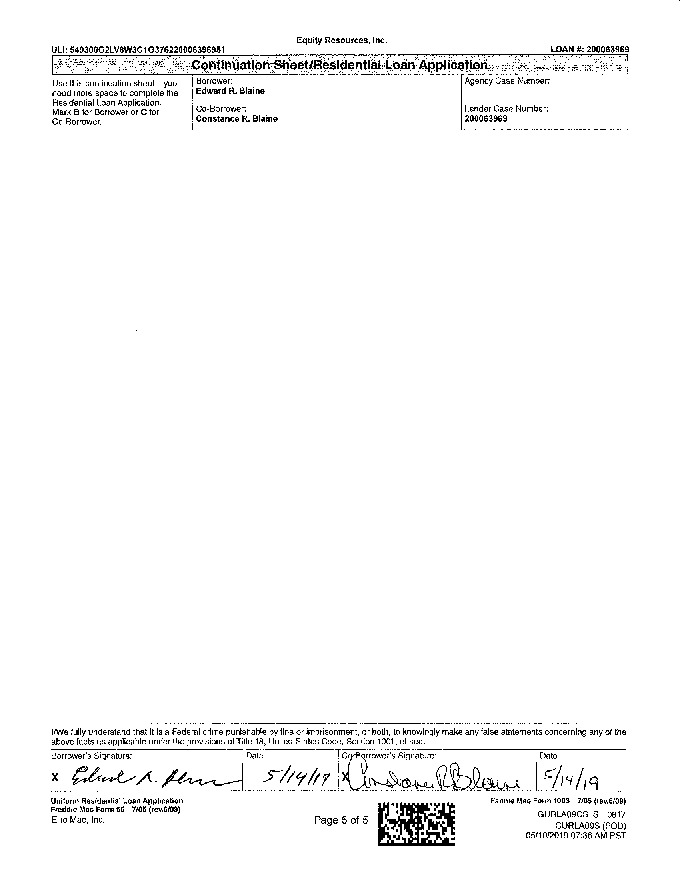 Equity Resources, Inc.
LOAN #: 200063969
Continuation Sheet/Residential Loan Application
Use this continuation sheet if you
need more space to complete the
Residential Loan Application.
Mark B for Borrower or C for
Co-Borrower.
Borrower:
Edward R. Blaine
Co-Borrower:
Constance R. Blaine
Agency Case Number:
Lender Case Number:
200063969
I/We fully understand that it is a Federal crime punishable by fine or imprisonment, or both, to knowingly make any false statements concerning any of the
above facts as applicable under the provisions of Title 18, United States Code, Section 1001, et seq.
Borrower's Signature:
X Edward R. Blaine
Date
5/14/19
Co-Borrower's Signature:
X Constance R Blaine
Date
5/14/19
Uniform Residential Loan Application
Freddie Mac Form 65 7/05 (rev.6/09)
Ellie Mae, Inc.
Page 5 of 5
Fannie Mae Form 1003 7/05 (rev.6/09)
GURLA09CG_S 0817
GURLA09S (POD)
05/10/2019 07:36 AM PST